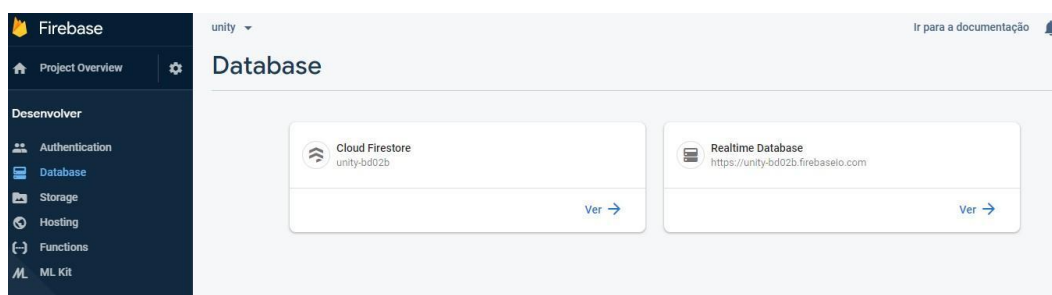 Firebase
Project Overview
Desenvolver
Authentication
Database
Storage
Hosting
Functions
ML Kit
unity
Ir para a documentação
Database
Cloud Firestore
unity-bd02b
Ver
Realtime Database
https://unity-bd02b.firebaseio.com
Ver